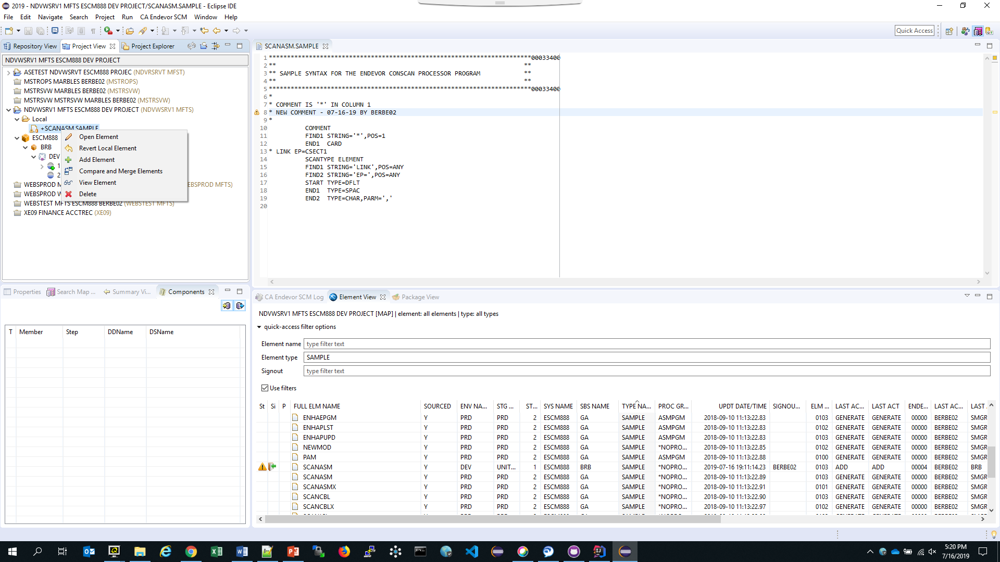 2019 - NDVWSRV1 MFTS ESCM888 DEV PROJECT/SCANASM.SAMPLE - Eclipse IDE
File Edit Navigate Search Project Run CA Endevor SCM Window Help
Quick Access
Repository View Project View Project Explorer
NDVWSRV1 MFTS ESCM888 DEV PROJECT
ASETEST NDVWSRVT ESCM888 PROJEC (NDVRSRVT MFST)
MSTROPS MARBLES BERBE02 (MSTROPS)
MSTRSVW MARBLES BERBE02 (MSTRSVW)
MSTRSVW MSTRSVW MARBLES BERBE02 (MSTRSVW)
NDVWSRV1 MFTS ESCM888 DEV PROJECT (NDVWSRV1 MFTS)
Local
+SCANASM.SAMPLE
ESCM888
BRB
DEV
1
2
WEBSPROD M EBSPROD MFTS)
WEBSPROD W
WEBSTEST MFTS ESCM888 BERBE02 (WEBSTEST MFTS)
XE09 FINANCE ACCTREC (XE09)
Open Element
Revert Local Element
Add Element
Compare and Merge Elements
View Element
Delete
SCANASM.SAMPLE
1 ************************************************************************00033400
2 ** **
3 ** SAMPLE SYNTAX FOR THE ENDEVOR CONSCAN PROCESSOR PROGRAM **
4 ** **
5 ************************************************************************00033400
6 *
7 * COMMENT IS '*' IN COLUMN 1
8 * NEW COMMENT - 07-16-19 BY BERBE02
9 *
10 COMMENT
11 FIND1 STRING='*',POS=1
12 END1 CARD
13 * LINK EP=CSECT1
14 SCANTYPE ELEMENT
15 FIND1 STRING='LINK',POS=ANY
16 FIND2 STRING='EP=',POS=ANY
17 START TYPE=DFLT
18 END1 TYPE=SPAC
19 END2 TYPE=CHAR,PARM=','
20
Properties Search Map ... Summary Vi... Components
T Member Step DDName DSName
CA Endevor SCM Log Element View Package View
NDVWSRV1 MFTS ESCM888 DEV PROJECT [MAP] | element: all elements | type: all types
quick-access filter options
Element name type filter text
Element type SAMPLE
Signout type filter text
Use filters
St Si P FULL ELM NAME SOURCED ENV NA... STG ... ST... SYS NAME SBS NAME TYPE NA... PROC GR... UPDT DATE/TIME SIGNOU... ELM ... LAST AC... LAST ACT ENDE... LAST AC... LAST
ENHAEPGM Y PRD PRD 2 ESCM888 GA SAMPLE ASMPGM 2018-09-10 11:13:22.83 0103 GENERATE GENERATE 00000 BERBE02 SMGR
ENHAPLST Y PRD PRD 2 ESCM888 GA SAMPLE ASMPGM 2018-09-10 11:13:22.83 0102 GENERATE GENERATE 00000 BERBE02 SMGR
ENHAPUPD Y PRD PRD 2 ESCM888 GA SAMPLE ASMPGM 2018-09-10 11:13:22.83 0103 GENERATE GENERATE 00000 BERBE02 SMGR
NEWMOD Y PRD PRD 2 ESCM888 GA SAMPLE *NOPRO... 2018-09-10 11:13:22.85 0102 GENERATE GENERATE 00000 BERBE02 SMGR
PAM Y PRD PRD 2 ESCM888 GA SAMPLE ASMPGM 2018-09-10 11:13:22.88 0100 GENERATE GENERATE 00000 BERBE02 SMGR
SCANASM Y DEV UNIT... 1 ESCM888 BRB SAMPLE *NOPRO... 2019-07-16 19:11:14.23 BERBE02 0103 ADD ADD 00004 BERBE02 BRB
SCANASM Y PRD PRD 2 ESCM888 GA SAMPLE *NOPRO... 2018-09-10 11:13:22.89 0103 GENERATE GENERATE 00000 BERBE02 SMGR
SCANASMX Y PRD PRD 2 ESCM888 GA SAMPLE *NOPRO... 2018-09-10 11:13:22.91 0101 GENERATE GENERATE 00000 BERBE02 SMGR
SCANCBL Y PRD PRD 2 ESCM888 GA SAMPLE *NOPRO... 2018-09-10 11:13:22.90 0103 GENERATE GENERATE 00000 BERBE02 SMGR
SCANCBLX Y PRD PRD 2 ESCM888 GA SAMPLE *NOPRO... 2018-09-10 11:13:22.97 0102 GENERATE GENERATE 00000 BERBE02 SMGR
5:20 PM
7/16/2019